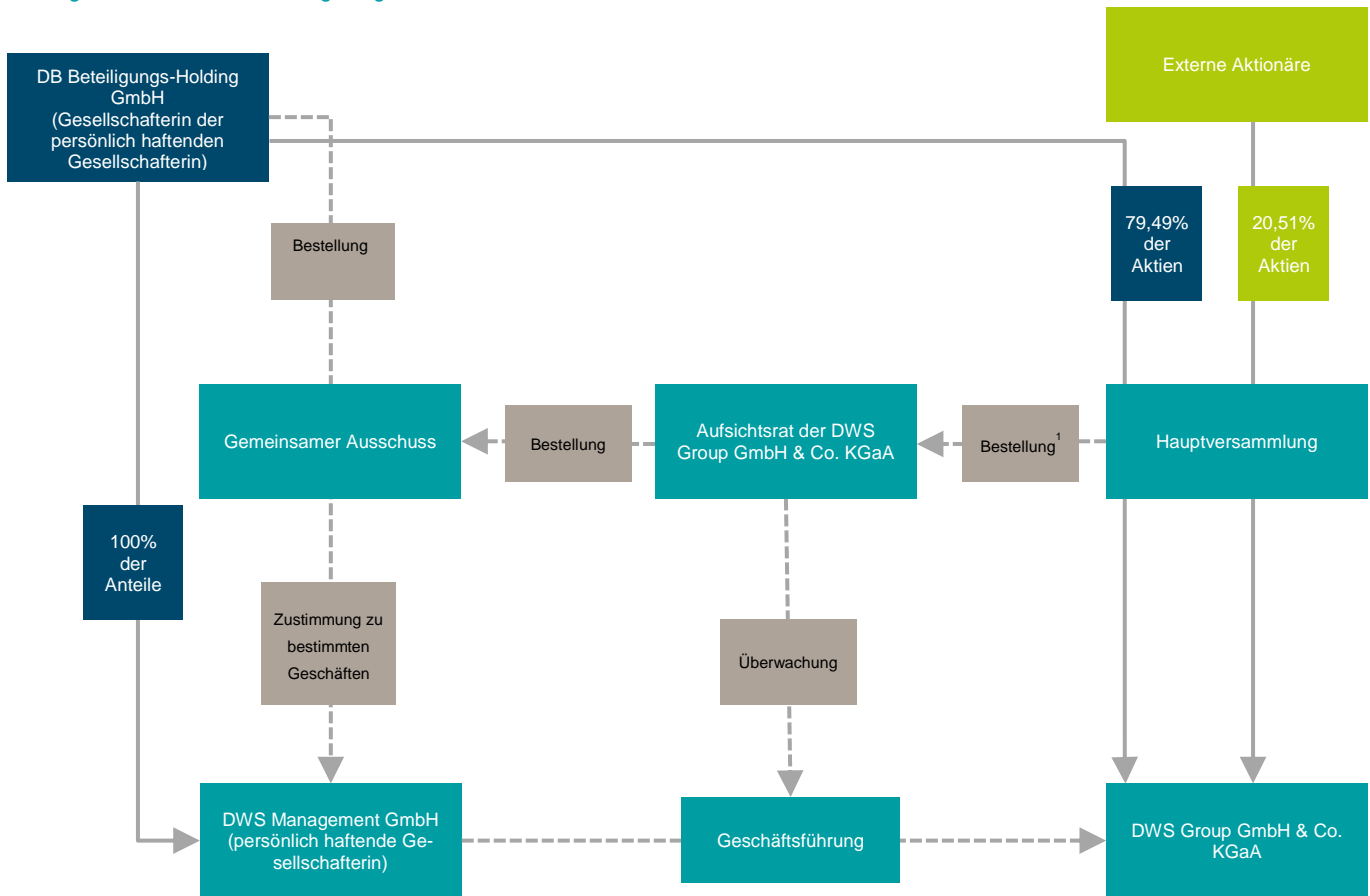 DB Beteiligungs-Holding
GmbH
(Gesellschafterin der
persönlich haftenden
Gesellschafterin)
Externe Aktionäre
Bestellung
79,49%
der
Aktien
20,51%
der
Aktien
Gemeinsamer Ausschuss
Bestellung
Aufsichtsrat der DWS
Group GmbH & Co. KGaA
Bestellung¹
Hauptversammlung
100%
der
Anteile
Zustimmung zu
bestimmten
Geschäften
Überwachung
DWS Management GmbH
(persönlich haftende Ge-
sellschafterin)
Geschäftsführung
DWS Group GmbH & Co.
KGaA